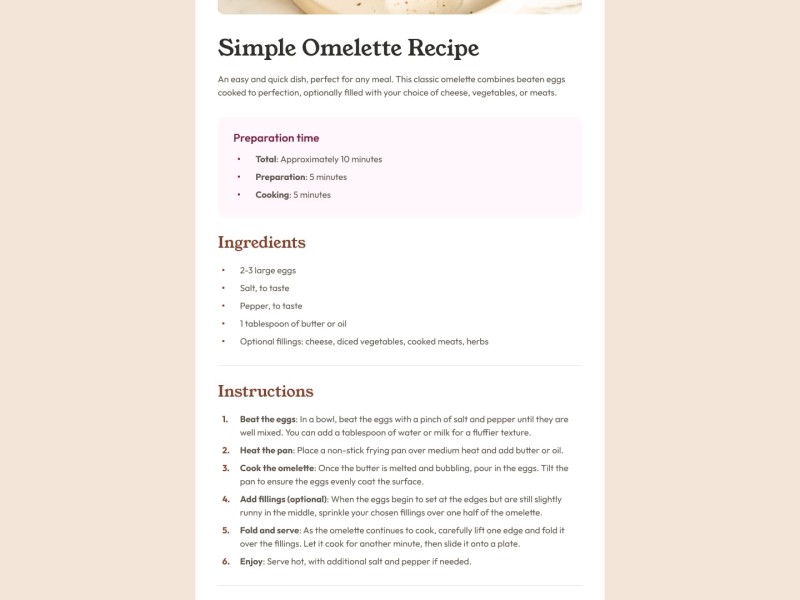 Simple Omelette Recipe
An easy and quick dish, perfect for any meal. This classic omelette combines beaten eggs
cooked to perfection, optionally filled with your choice of cheese, vegetables, or meats.
Preparation time
• Total: Approximately 10 minutes
• Preparation: 5 minutes
• Cooking: 5 minutes
Ingredients
• 2-3 large eggs
• Salt, to taste
• Pepper, to taste
• 1 tablespoon of butter or oil
• Optional fillings: cheese, diced vegetables, cooked meats, herbs
Instructions
1. Beat the eggs: In a bowl, beat the eggs with a pinch of salt and pepper until they are
well mixed. You can add a tablespoon of water or milk for a fluffier texture.
2. Heat the pan: Place a non-stick frying pan over medium heat and add butter or oil.
3. Cook the omelette: Once the butter is melted and bubbling, pour in the eggs. Tilt the
pan to ensure the eggs evenly coat the surface.
4. Add fillings (optional): When the eggs begin to set at the edges but are still slightly
runny in the middle, sprinkle your chosen fillings over one half of the omelette.
5. Fold and serve: As the omelette continues to cook, carefully lift one edge and fold it
over the fillings. Let it cook for another minute, then slide it onto a plate.
6. Enjoy: Serve hot, with additional salt and pepper if needed.